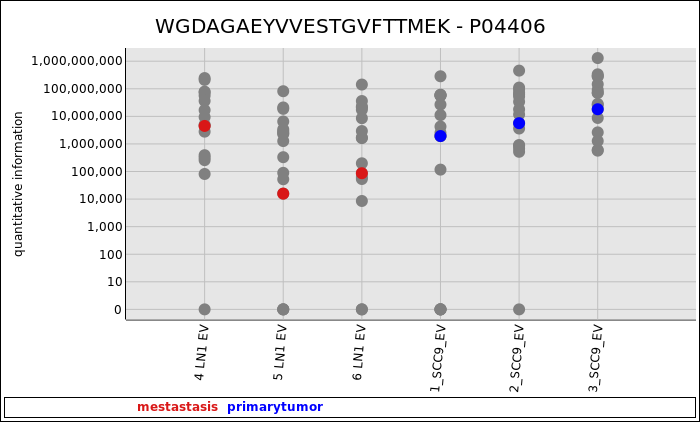 WGDAGAEYVVESTGVFTTMEK - P04406
quantitative information
1,000,000,000
100,000,000
10,000,000
1,000,000
100,000
10,000
1,000
100
10
0
4 LN1 EV
5 LN1 EV
6 LN1 EV
1_SCC9_EV
2_SCC9_EV
3_SCC9_EV
mestastasis primarytumor